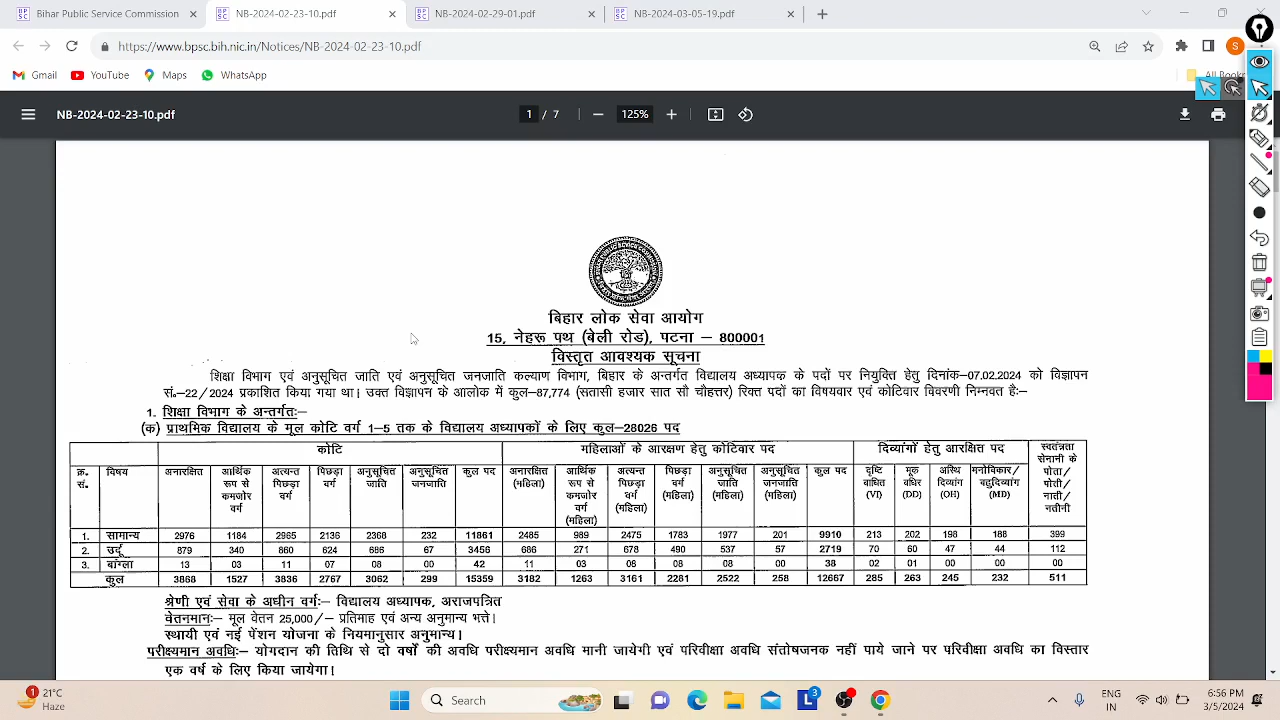 Bihar Public Service Commission
NB-2024-02-23-10.pdf
NB-2024-02-29-01.pdf
NB-2024-03-05-19.pdf
https://www.bpsc.bih.nic.in/Notices/NB-2024-02-23-10.pdf
S
Gmail YouTube Maps WhatsApp
NB-2024-02-23-10.pdf 1 / 7 125%
बिहार लोक सेवा आयोग
15, नेहरू पथ (बेली रोड), पटना – 800001
विस्तृत आवश्यक सूचना
शिक्षा विभाग एवं अनुसूचित जाति एवं अनुसूचित जनजाति कल्याण विभाग, बिहार के अन्तर्गत विद्यालय अध्यापक के पदों पर नियुक्ति हेतु दिनांक–07.02.2024 को विज्ञापन
सं.–22/2024 प्रकाशित किया गया था। उक्त विज्ञापन के आलोक में कुल–87,774 (सतासी हजार सात सौ चौहत्तर) रिक्त पदों का विषयवार एवं कोटिवार विवरणी निम्नवत हैः–
1. शिक्षा विभाग के अन्तर्गतः–
(क) प्राथमिक विद्यालय के मूल कोटि वर्ग 1–5 तक के विद्यालय अध्यापकों के लिए कुल–28026 पद
कोटि महिलाओं के आरक्षण हेतु कोटिवार पद दिव्यांगों हेतु आरक्षित पद स्वतंत्रता सेनानी के पोता/ पोती/ नाती/ नतीनी
क्र. सं. विषय अनारक्षित आर्थिक रूप से कमजोर वर्ग अत्यन्त पिछड़ा वर्ग पिछड़ा वर्ग अनुसूचित जाति अनुसूचित जनजाति कुल पद अनारक्षित (महिला) आर्थिक रूप से कमजोर वर्ग (महिला) अत्यन्त पिछड़ा वर्ग (महिला) पिछड़ा वर्ग (महिला) अनुसूचित जाति (महिला) अनुसूचित जनजाति (महिला) कुल पद दृष्टि बाधित (VI) मूक बधिर (DD) अस्थि दिव्यांग (OH) मनोविकार/ बहुदिव्यांग (MD)
1. सामान्य 2976 1184 2965 2136 2368 232 11861 2485 989 2475 1783 1977 201 9910 213 202 198 188 399
2. उर्दू 879 340 860 624 686 67 3456 686 271 678 490 537 57 2719 70 60 47 44 112
3. बांग्ला 13 03 11 07 08 00 42 11 03 08 08 08 00 38 02 01 00 00 00
कुल 3868 1527 3836 2767 3062 299 15359 3182 1263 3161 2281 2522 258 12667 285 263 245 232 511
श्रेणी एवं सेवा के अधीन वर्गः– विद्यालय अध्यापक, अराजपत्रित
वेतनमानः– मूल वेतन 25,000/– प्रतिमाह एवं अन्य अनुमान्य भत्ते।
स्थायी एवं नई पेंशन योजना के नियमानुसार अनुमान्य।
परीक्ष्यमान अवधिः– योगदान की तिथि से दो वर्षों की अवधि परीक्ष्यमान अवधि मानी जायेगी एवं परिवीक्षा अवधि संतोषजनक नहीं पाये जाने पर परिवीक्षा अवधि का विस्तार
एक वर्ष के लिए किया जायेगा।
1 21°C
Haze
Search
3
ENG
IN
6:56 PM
3/5/2024